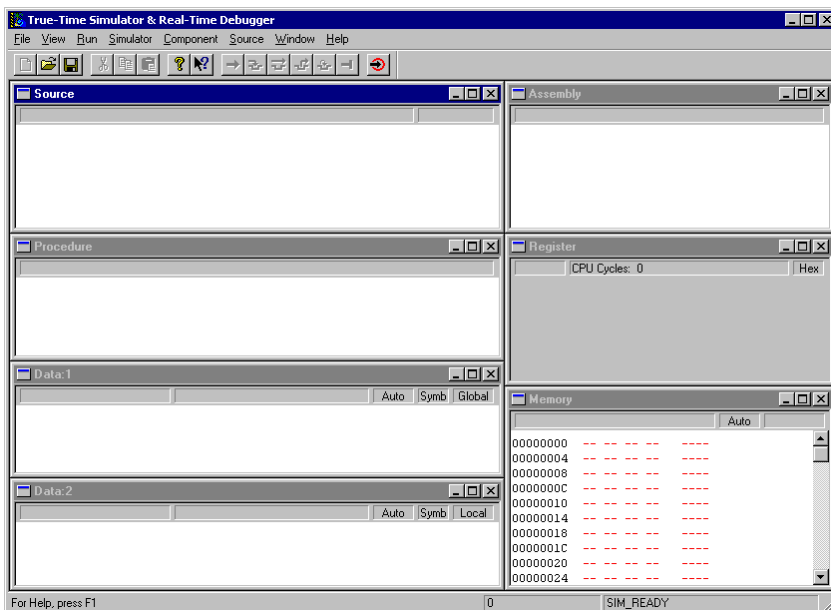 True-Time Simulator & Real-Time Debugger
File View Run Simulator Component Source Window Help
Source
Assembly
Procedure
Register
CPU Cycles: 0 Hex
Data:1
Auto Symb Global
Memory
Auto
00000000 -- -- -- -- ----
00000004 -- -- -- -- ----
00000008 -- -- -- -- ----
0000000C -- -- -- -- ----
00000010 -- -- -- -- ----
00000014 -- -- -- -- ----
00000018 -- -- -- -- ----
0000001C -- -- -- -- ----
00000020 -- -- -- -- ----
00000024 -- -- -- -- ----
Data:2
Auto Symb Local
For Help, press F1 0 SIM_READY